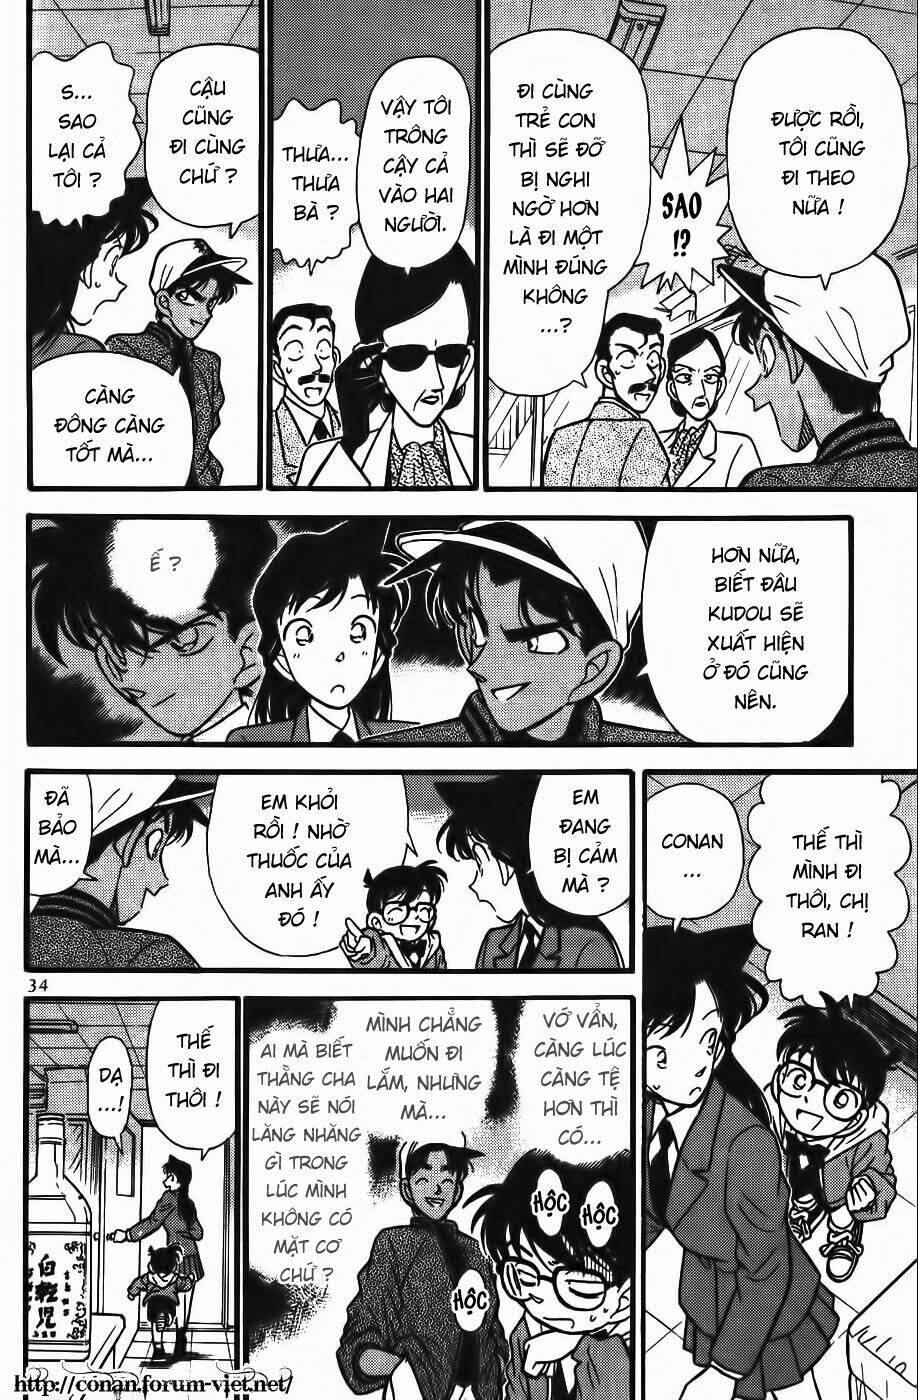 ĐƯỢC RỒI,
TÔI CŨNG
ĐI THEO
NỮA !
SAO
!?
ĐI CÙNG
TRẺ CON
THÌ SẼ ĐỠ
BỊ NGHI
NGỜ HƠN
LÀ ĐI MỘT
MÌNH ĐÚNG
KHÔNG
...?
VẬY TÔI
TRÔNG
CẬY CẢ
VÀO HAI
NGƯỜI.
THƯA...
THƯA
BÀ ?
CẬU
CŨNG
ĐI CÙNG
CHỨ ?
S...
SAO
LẠI CẢ
TÔI ?
CÀNG
ĐÔNG CÀNG
TỐT MÀ...
HƠN NỮA,
BIẾT ĐÂU
KUDOU SẼ
XUẤT HIỆN
Ở ĐÓ CŨNG
NÊN.
Ế ?
THẾ THÌ
MÌNH ĐI
THÔI, CHỊ
RAN !
CONAN
...
EM
ĐANG
BỊ CẢM
MÀ ?
EM KHỎI
RỒI ! NHỜ
THUỐC CỦA
ANH ẤY
ĐÓ !
ĐÃ
BẢO
MÀ...
34
VỚ VẨN,
CÀNG LÚC
CÀNG TỆ
HƠN THÌ
CÓ...
HỘC
HỘC
HỘC
MÌNH CHẲNG
MUỐN ĐI
LẮM, NHƯNG
MÀ...
AI MÀ BIẾT
THẰNG CHA
NÀY SẼ NÓI
LĂNG NHĂNG
GÌ TRONG
LÚC MÌNH
KHÔNG CÓ
MẶT CƠ
CHỨ ?
THẾ
THÌ ĐI
THÔI !
DẠ
...!
白乾児
http://conan.forum-viet.net/